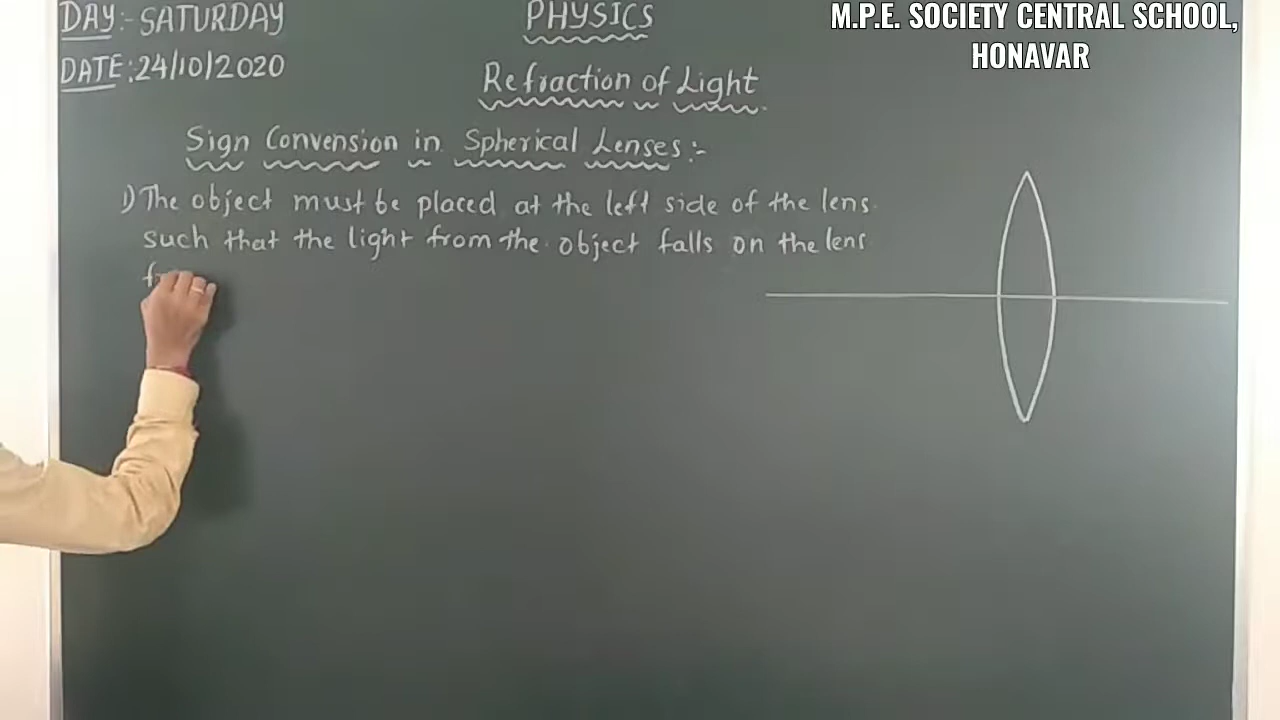 DAY:- SATURDAY
DATE:24/10/2020
PHYSICS
M.P.E. SOCIETY CENTRAL SCHOOL,
HONAVAR
Refraction of Light
Sign Convension in Spherical Lenses:-
1) The object must be placed at the left side of the lens
such that the light from the object falls on the lens